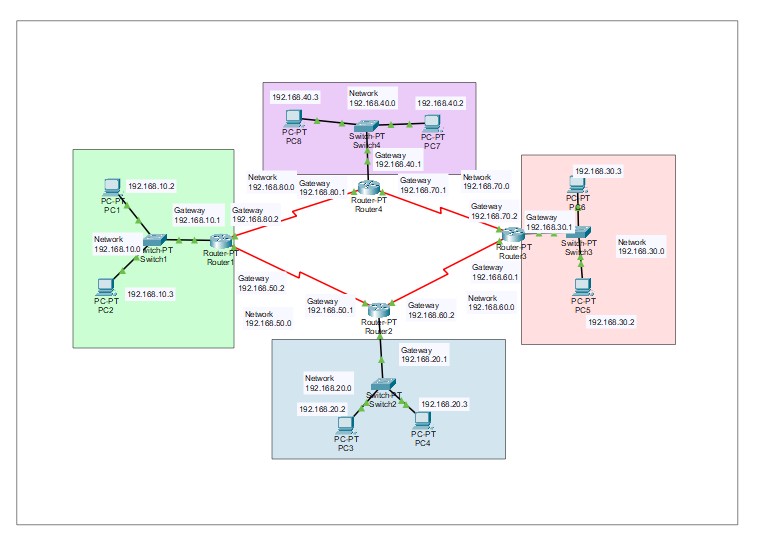 192.168.40.3
Network
192.168.40.0
192.168.40.2
PC-PT
PC8
Switch-PT
Switch4
PC-PT
PC7
Gateway
192.168.40.1
Network
192.168.80.0
Gateway
192.168.80.1
Router-PT
Router4
Gateway
192.168.70.1
Network
192.168.70.0
192.168.10.2
PC-PT
PC1
Gateway
192.168.10.1
Gateway
192.168.80.2
Network
192.168.10.0
Switch-PT
Switch1
Router-PT
Router1
192.168.10.3
PC-PT
PC2
192.168.30.3
PC-PT
PC6
Gateway
192.168.70.2
Gateway
192.168.30.1
Router-PT
Router3
Switch-PT
Switch3
Network
192.168.30.0
PC-PT
PC5
192.168.30.2
Gateway
192.168.60.1
Gateway
192.168.50.2
Network
192.168.50.0
Gateway
192.168.50.1
Router-PT
Router2
Gateway
192.168.60.2
Network
192.168.60.0
Gateway
192.168.20.1
Network
192.168.20.0
Switch-PT
Switch2
192.168.20.2
192.168.20.3
PC-PT
PC3
PC-PT
PC4